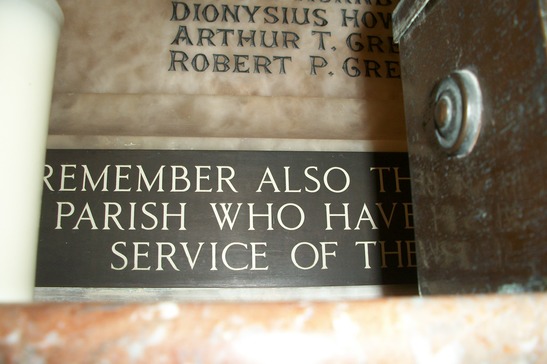 DIONYSIUS HOW
ARTHUR T. GRE
ROBERT P. GRE
REMEMBER ALSO TH
PARISH WHO HAVE
SERVICE OF THE